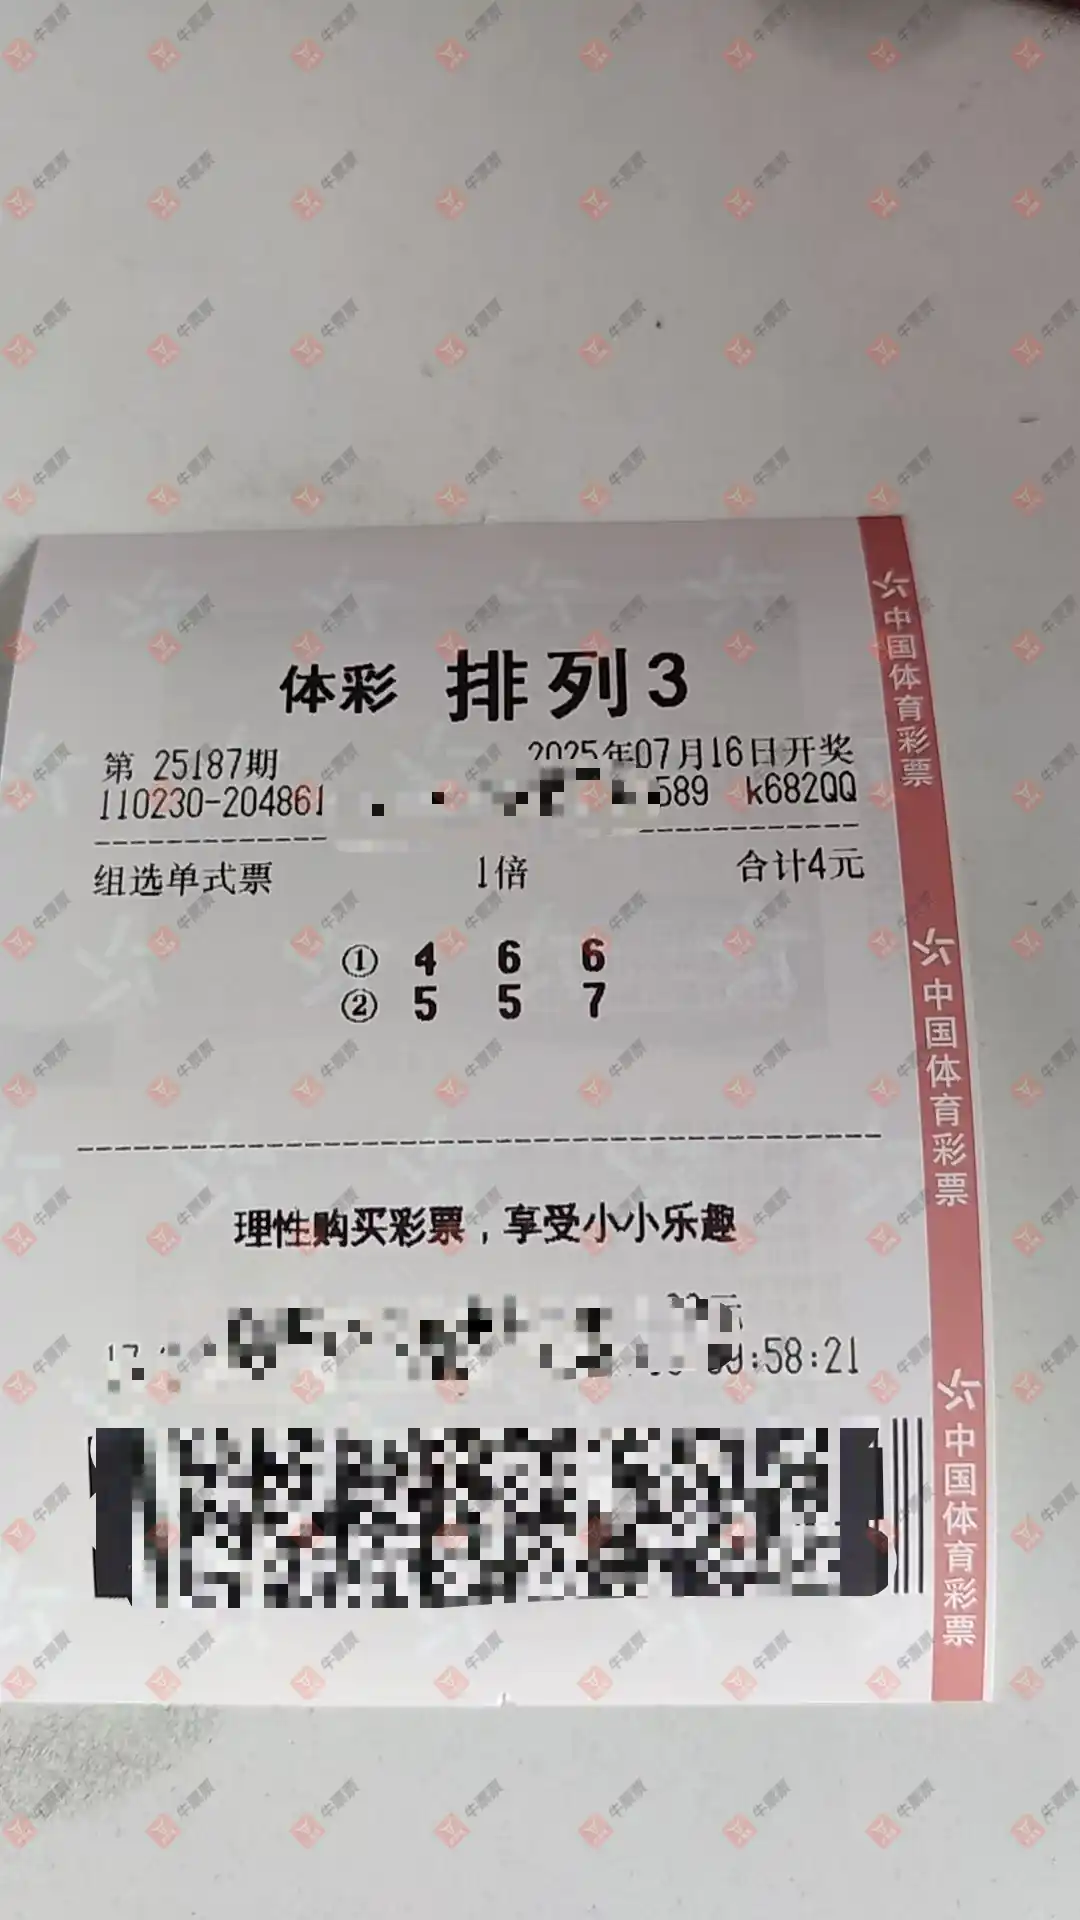 体彩 排列3
第 25187期 2025年07月16日开奖
110230-204861 589 k682QQ
组选单式票 1倍 合计4元
① 4 6 6
② 5 5 7
理性购买彩票，享受小小乐趣
:58:21
中国体育彩票
中国体育彩票
中国体育彩票
牛票票